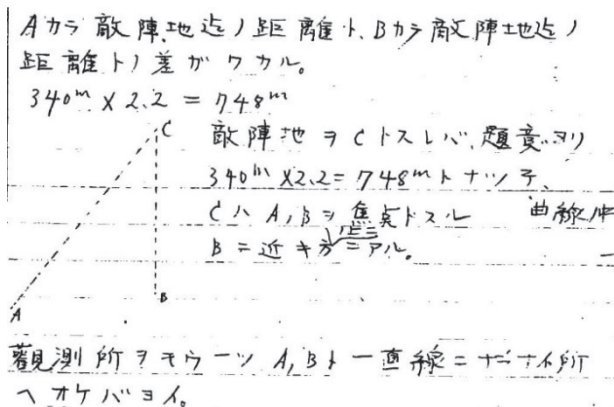 Aカラ敵陣地迄ノ距離ト、Bカラ敵陣地迄ノ
距離トノ差ガワカル。
340m × 2.2 = 748m
敵陣地ヲCトスレバ、題意ヨリ
340m × 2.2 = 748mトナッテ、
CハA,Bヲ焦点トスル 曲線
B ニ近キ方ニアル。
C
B
A
観測所ヲモウ一ツA,Bト一直線ニナイ所
ヘオケバヨイ。